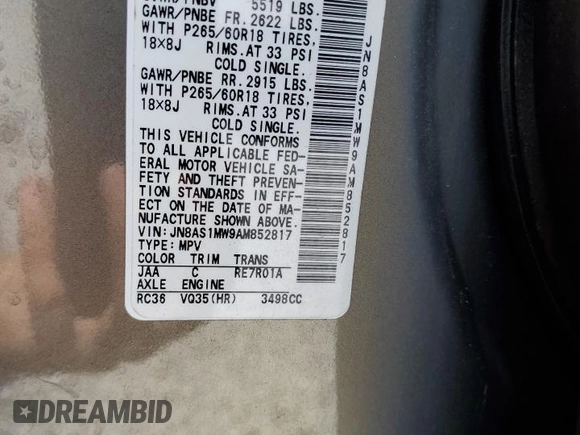 5519 LBS.
GAWR/PNBE FR. 2622 LBS.
WITH P265/60R18 TIRES,
18×8J RIMS.AT 33 PSI
COLD SINGLE.
GAWR/PNBE RR. 2915 LBS.
WITH P265/60R18 TIRES,
18×8J RIMS.AT 33 PSI
COLD SINGLE.
THIS VEHICLE CONFORMS
TO ALL APPLICABLE FED-
ERAL MOTOR VEHICLE SA-
FETY AND THEFT PREVEN-
TION STANDARDS IN EFF-
ECT ON THE DATE OF MA-
NUFACTURE SHOWN ABOVE.
VIN: JN8AS1MW9AM852817
TYPE: MPV
COLOR TRIM TRANS
JAA C RE7R01A
AXLE ENGINE
RC36 VQ35(HR) 3498CC
JN8AS1MW9AM852817
DREAMBID